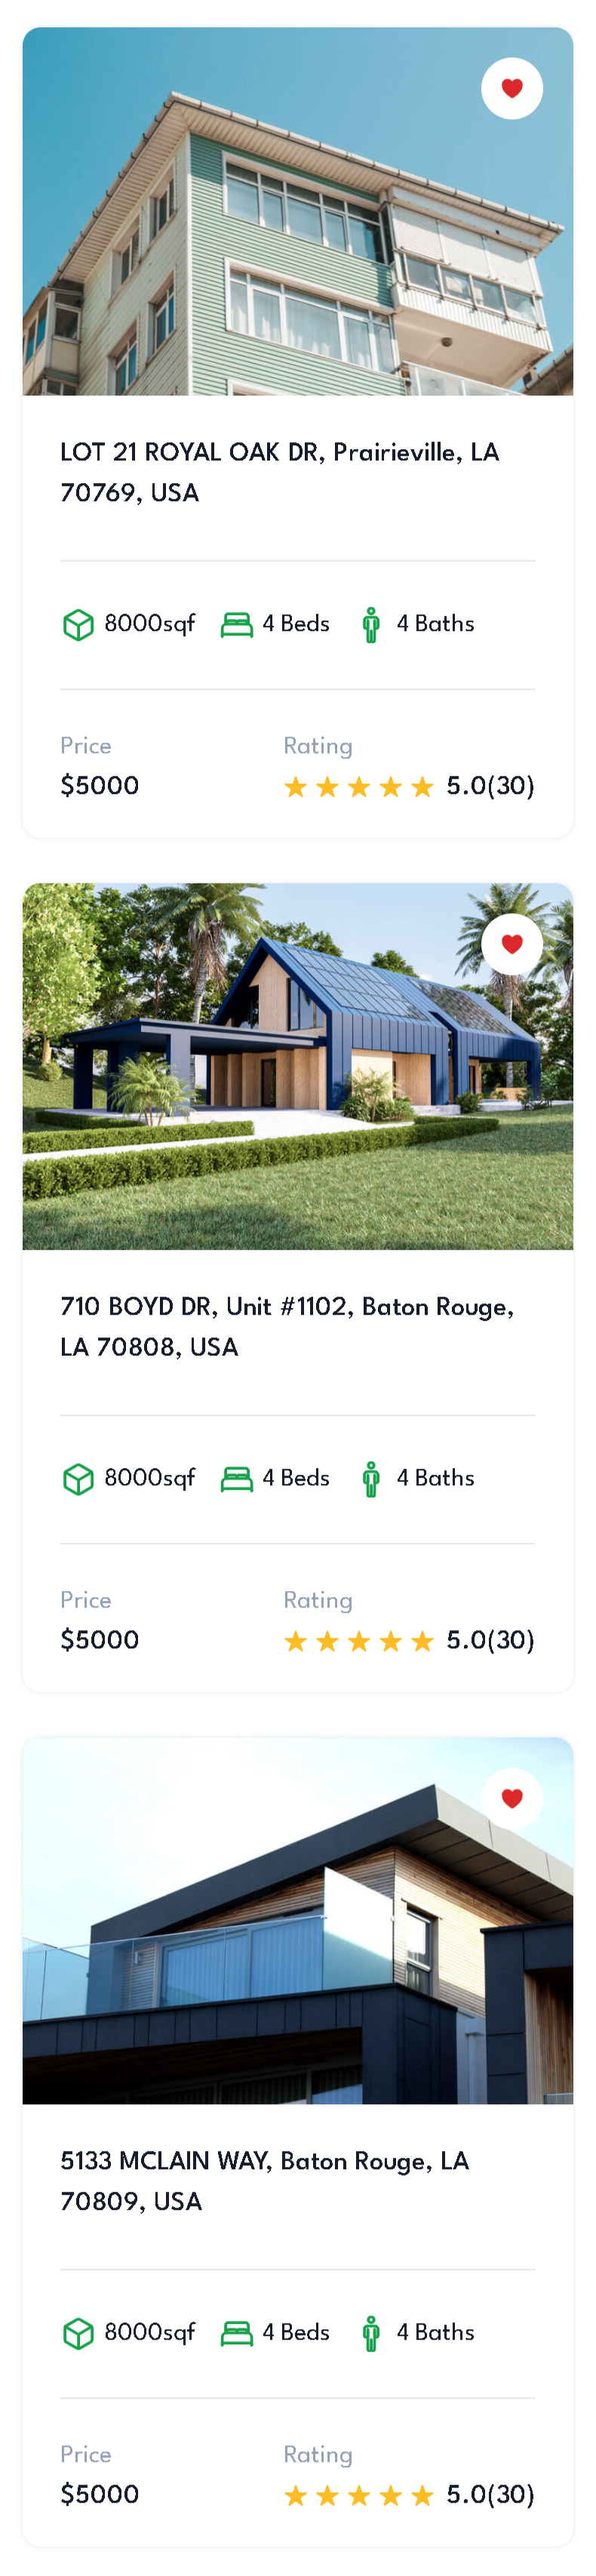 LOT 21 ROYAL OAK DR, Prairieville, LA
70769, USA
8000sqf 4 Beds 4 Baths
Price Rating
$5000 5.0(30)
710 BOYD DR, Unit #1102, Baton Rouge,
LA 70808, USA
8000sqf 4 Beds 4 Baths
Price Rating
$5000 5.0(30)
5133 MCLAIN WAY, Baton Rouge, LA
70809, USA
8000sqf 4 Beds 4 Baths
Price Rating
$5000 5.0(30)